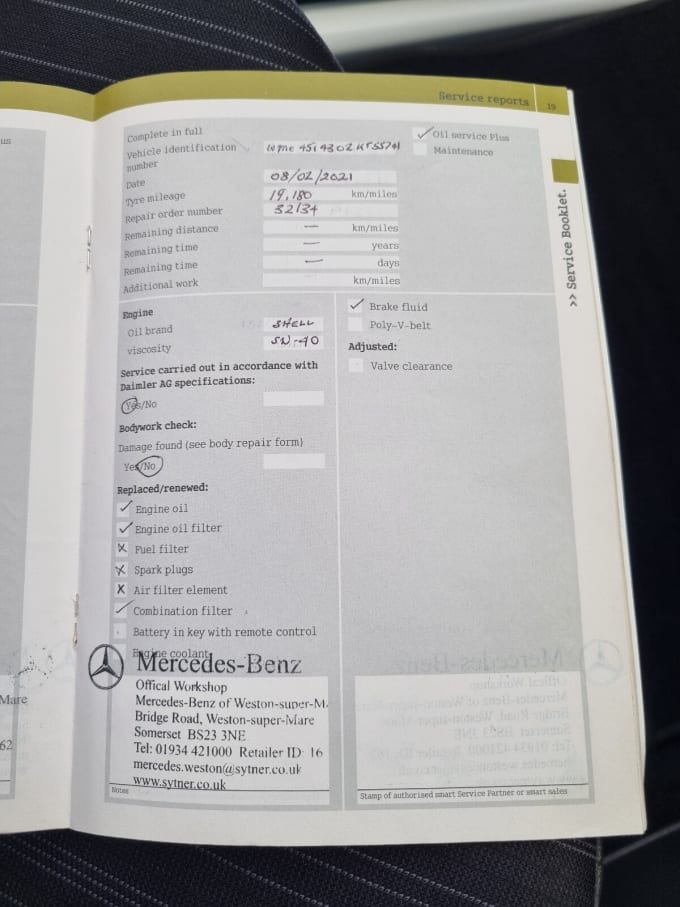 Service reports 19
us
Complete in full
Vehicle identification number
Date 08/02/2021
Tyre mileage 19,180 km/miles
Repair order number 32134
Remaining distance — km/miles
Remaining time — years
Remaining time — days
Additional work km/miles
Oil service Plus
Maintenance
>> Service Booklet.
Engine
Oil brand SHELL
viscosity
Service carried out in accordance with
Daimler AG specifications:
Yes/No
Bodywork check:
Damage found (see body repair form)
Yes/No
Replaced/renewed:
Engine oil
Engine oil filter
Fuel filter
Spark plugs
Air filter element
Combination filter
Battery in key with remote control
Engine coolant
Brake fluid
Poly-V-belt
Adjusted:
Valve clearance
Mercedes-Benz
Offical Workshop
Mercedes-Benz of Weston-super-M
Bridge Road, Weston-super-Mare
Somerset BS23 3NE
Tel: 01934 421000 Retailer ID: 16
mercedes.weston@sytner.co.uk
www.sytner.co.uk
Notes
Stamp of authorised smart Service Partner or smart sales
Mare
62